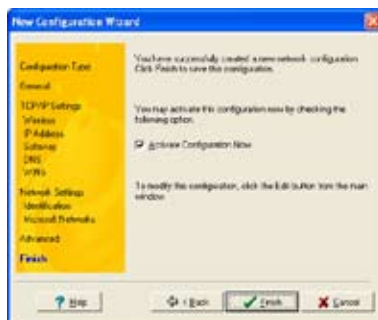 New Configuration Wizard
Configuration Type
General
TCP/IP Settings
Wireless
IP Address
Gateway
DNS
WINS
Network Settings
Identification
Microsoft Networks
Advanced
Finish
You have successfully created a new network configuration.
Click Finish to save this configuration.
You may activate this configuration now by checking the
following option.
Activate Configuration Now
To modify this configuration, click the Edit button from the main
window.
Help
< Back
Finish
Cancel